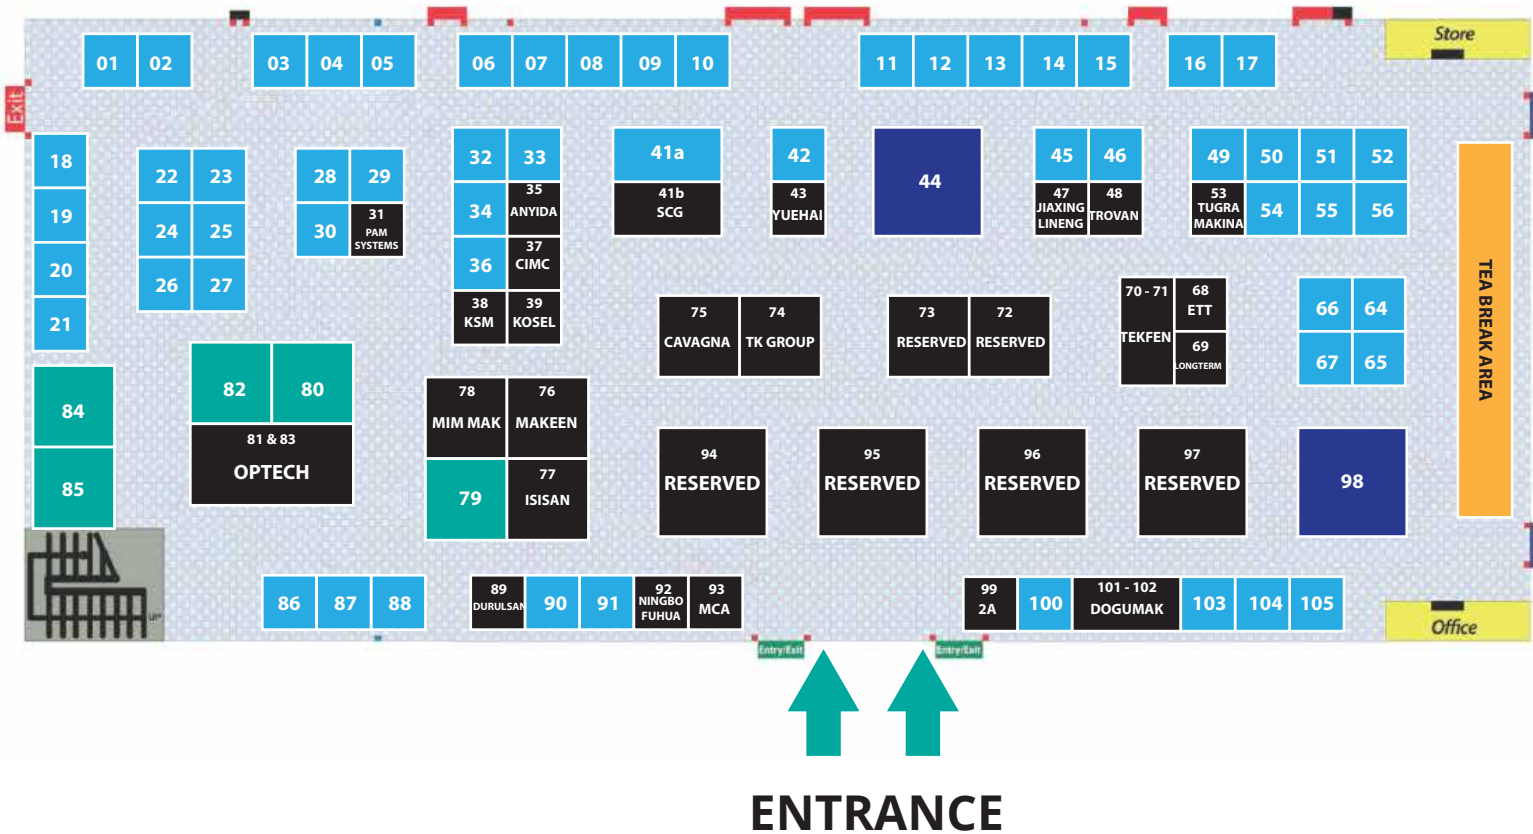 Store
01 02 03 04 05 06 07 08 09 10 11 12 13 14 15 16 17
Exit
18
19
20
21
22 23
24 25
26 27
28 29
30
31
PAM
SYSTEMS
32 33
34
35
ANYIDA
36
37
CIMC
38
KSM
39
KOSEL
41a
41b
SCG
42
43
YUEHAI
44
45 46
47
JIAXING
LINENG
48
TROVAN
49 50 51 52
53
TUGRA
MAKINA
54 55 56
TEA BREAK AREA
75
CAVAGNA
74
TK GROUP
73
RESERVED
72
RESERVED
70 - 71
TEKFEN
68
ETT
69
LONGTERM
66 64
67 65
82 80
81 & 83
OPTECH
84
85
78
MIM MAK
76
MAKEEN
79
77
ISISAN
94
RESERVED
95
RESERVED
96
RESERVED
97
RESERVED
98
UP
86 87 88
89
DURULSAN
90 91
92
NINGBO
FUHUA
93
MCA
99
2A
100
101 - 102
DOGUMAK
103 104 105
Office
Entry/Exit
Entry/Exit
ENTRANCE